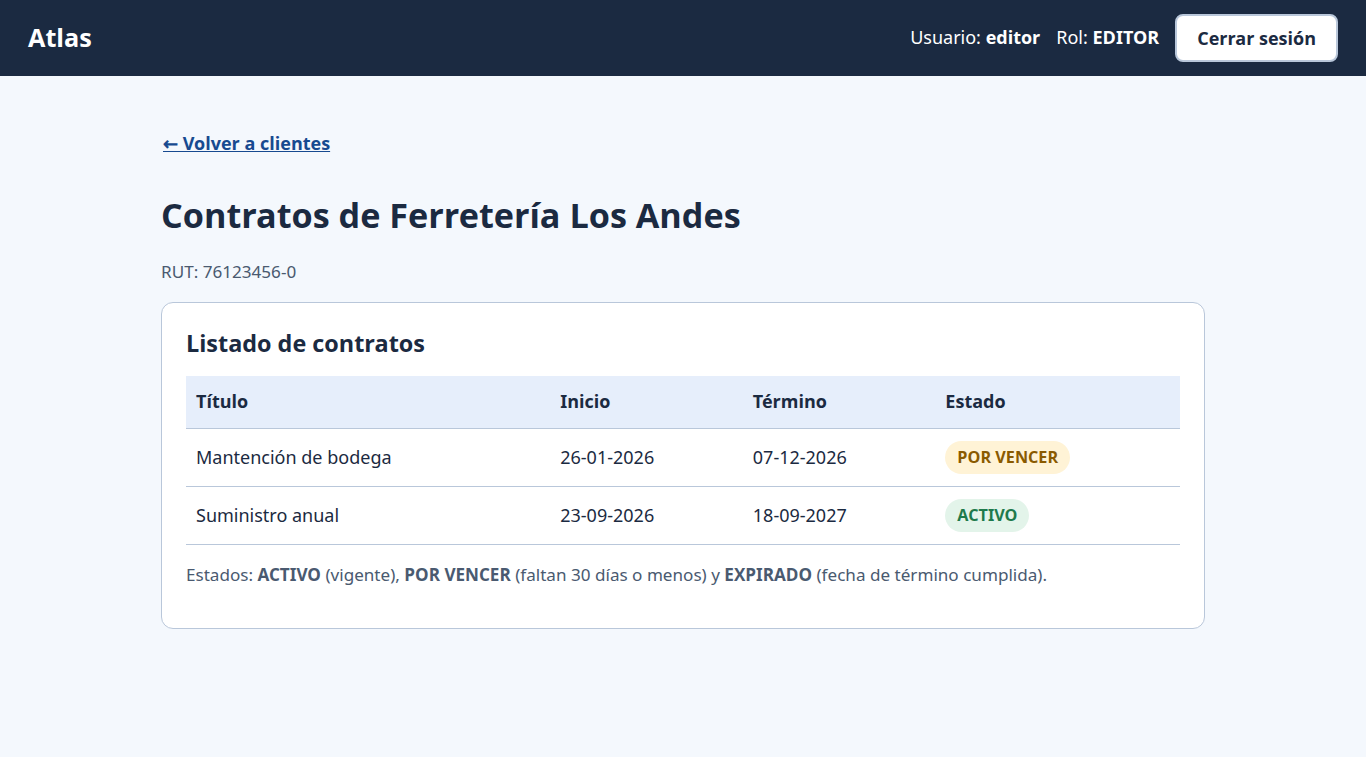 Atlas
Usuario: editor Rol: EDITOR Cerrar sesión
← Volver a clientes
Contratos de Ferretería Los Andes
RUT: 76123456-0
Listado de contratos
Título Inicio Término Estado
Mantención de bodega 26-01-2026 07-12-2026 POR VENCER
Suministro anual 23-09-2026 18-09-2027 ACTIVO
Estados: ACTIVO (vigente), POR VENCER (faltan 30 días o menos) y EXPIRADO (fecha de término cumplida).